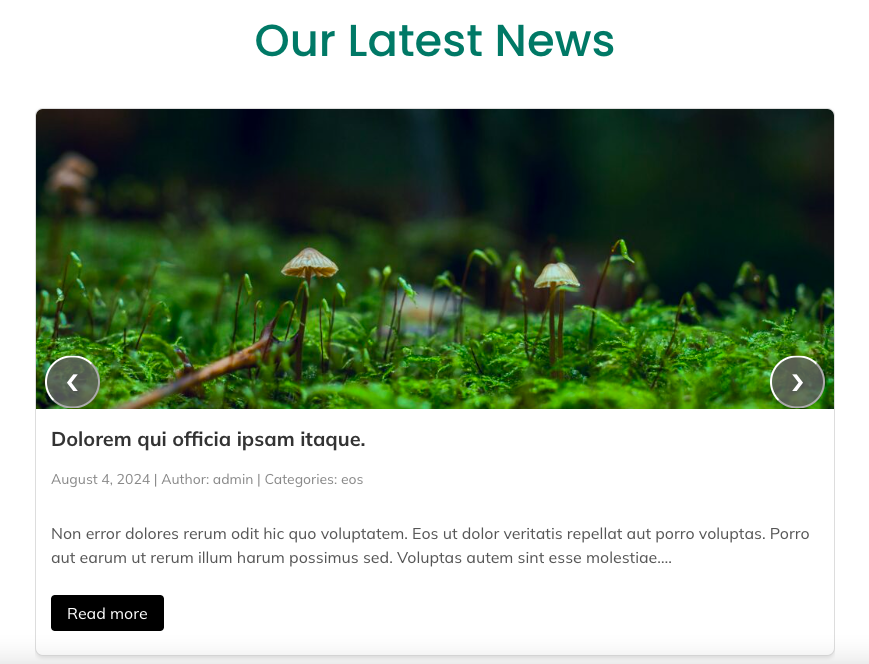 Our Latest News
❮
❯
Dolorem qui officia ipsam itaque.
August 4, 2024 | Author: admin | Categories: eos
Non error dolores rerum odit hic quo voluptatem. Eos ut dolor veritatis repellat aut porro voluptas. Porro
aut earum ut rerum illum harum possimus sed. Voluptas autem sint esse molestiae....
Read more